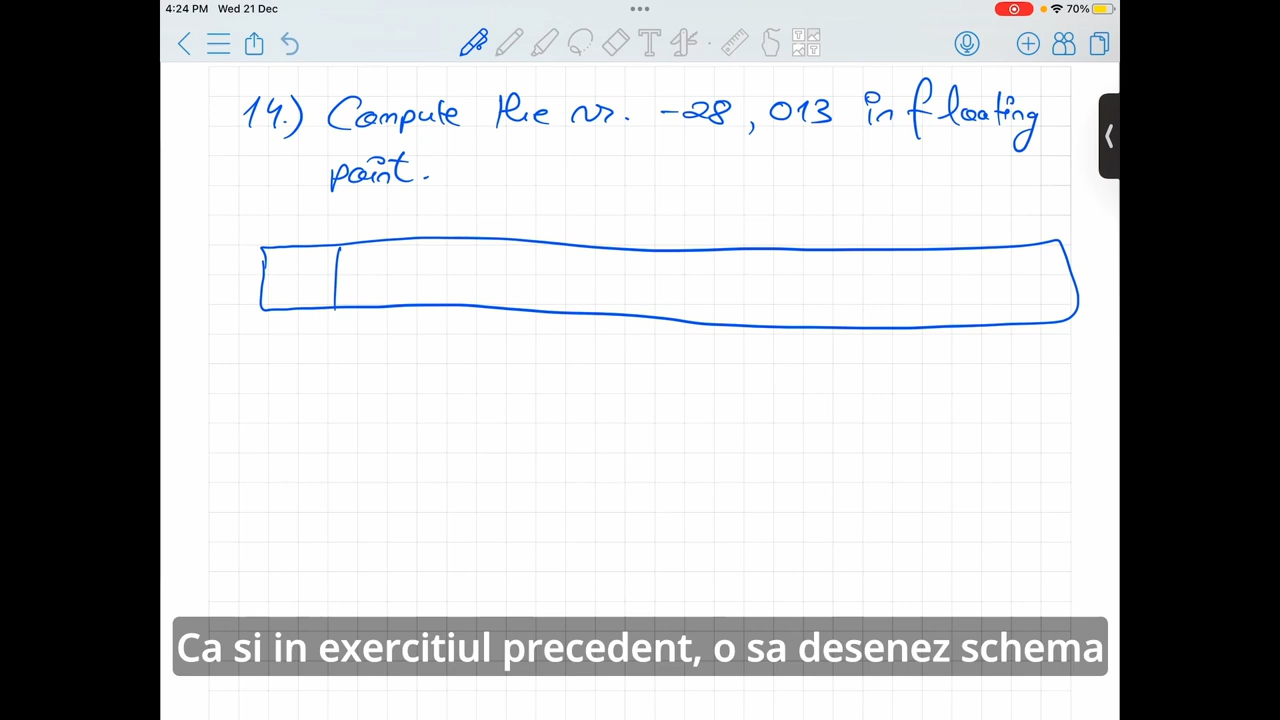 4:24 PM Wed 21 Dec
70%
14.) Compute the nr. -28,013 in floating
point.
Ca si in exercitiul precedent, o sa desenez schema